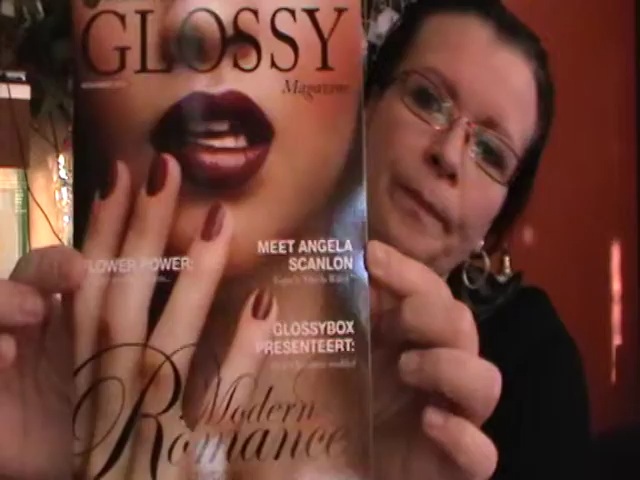 GLOSSY
Magazine
FLOWER POWER:
MEET ANGELA
SCANLON
GLOSSYBOX
PRESENTEERT:
Modern
Romance